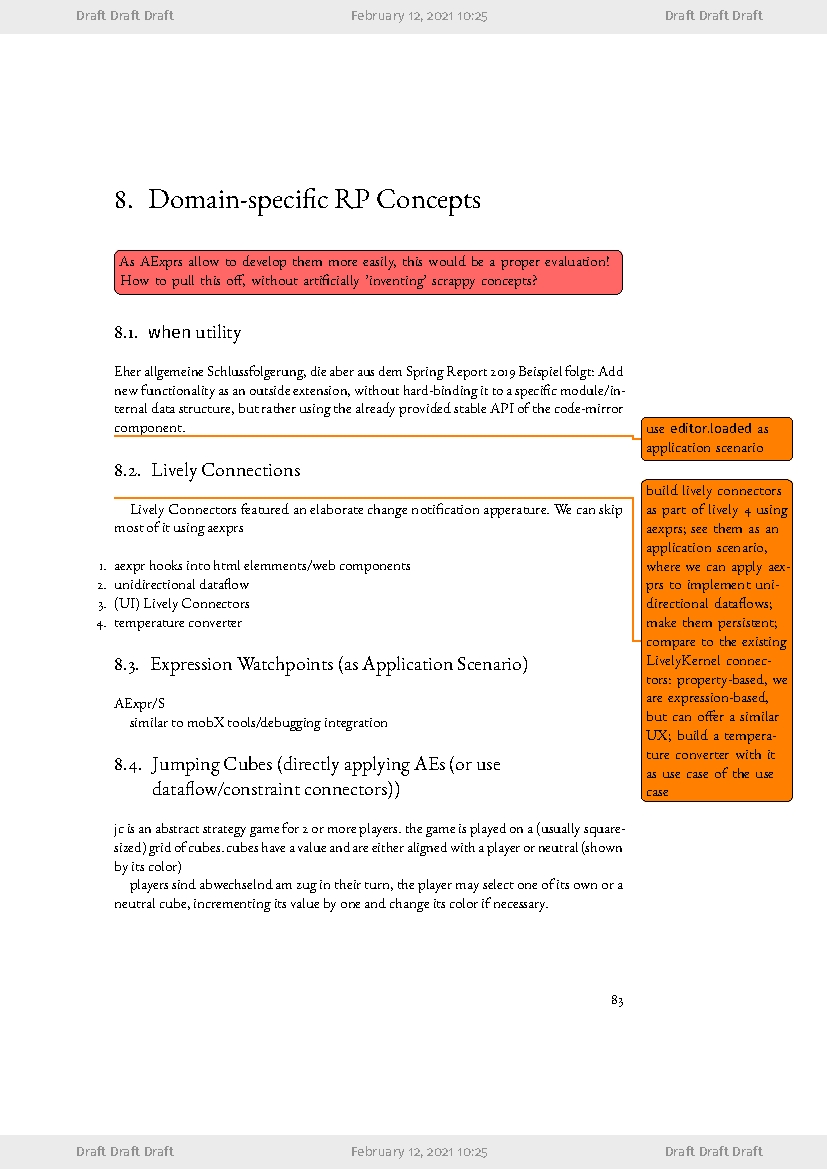 Draft Draft Draft February 12, 2021 10:25 Draft Draft Draft
8. Domain-specific RP Concepts
As AExprs allow to develop them more easily, this would be a proper evaluation!
How to pull this off, without artificially 'inventing' scrappy concepts?
8.1. when utility
Eher allgemeine Schlussfolgerung, die aber aus dem Spring Report 2019 Beispiel folgt: Add
new functionality as an outside extension, without hard-binding it to a specific module/in-
ternal data structure, but rather using the already provided stable API of the code-mirror
component.
use editor.loaded as
application scenario
8.2. Lively Connections
Lively Connectors featured an elaborate change notification apperature. We can skip
most of it using aexprs
1. aexpr hooks into html elemments/web components
2. unidirectional dataflow
3. (UI) Lively Connectors
4. temperature converter
build lively connectors
as part of lively 4 using
aexprs; see them as an
application scenario,
where we can apply aex-
prs to implement uni-
directional dataflows;
make them persistent;
compare to the existing
LivelyKernel connec-
tors: property-based, we
are expression-based,
but can offer a similar
UX; build a tempera-
ture converter with it
as use case of the use
case
8.3. Expression Watchpoints (as Application Scenario)
AExpr/S
similar to mobX tools/debugging integration
8.4. Jumping Cubes (directly applying AEs (or use
dataflow/constraint connectors))
jc is an abstract strategy game for 2 or more players. the game is played on a (usually square-
sized) grid of cubes. cubes have a value and are either aligned with a player or neutral (shown
by its color)
players sind abwechselnd am zug in their turn, the player may select one of its own or a
neutral cube, incrementing its value by one and change its color if necessary.
83
Draft Draft Draft February 12, 2021 10:25 Draft Draft Draft